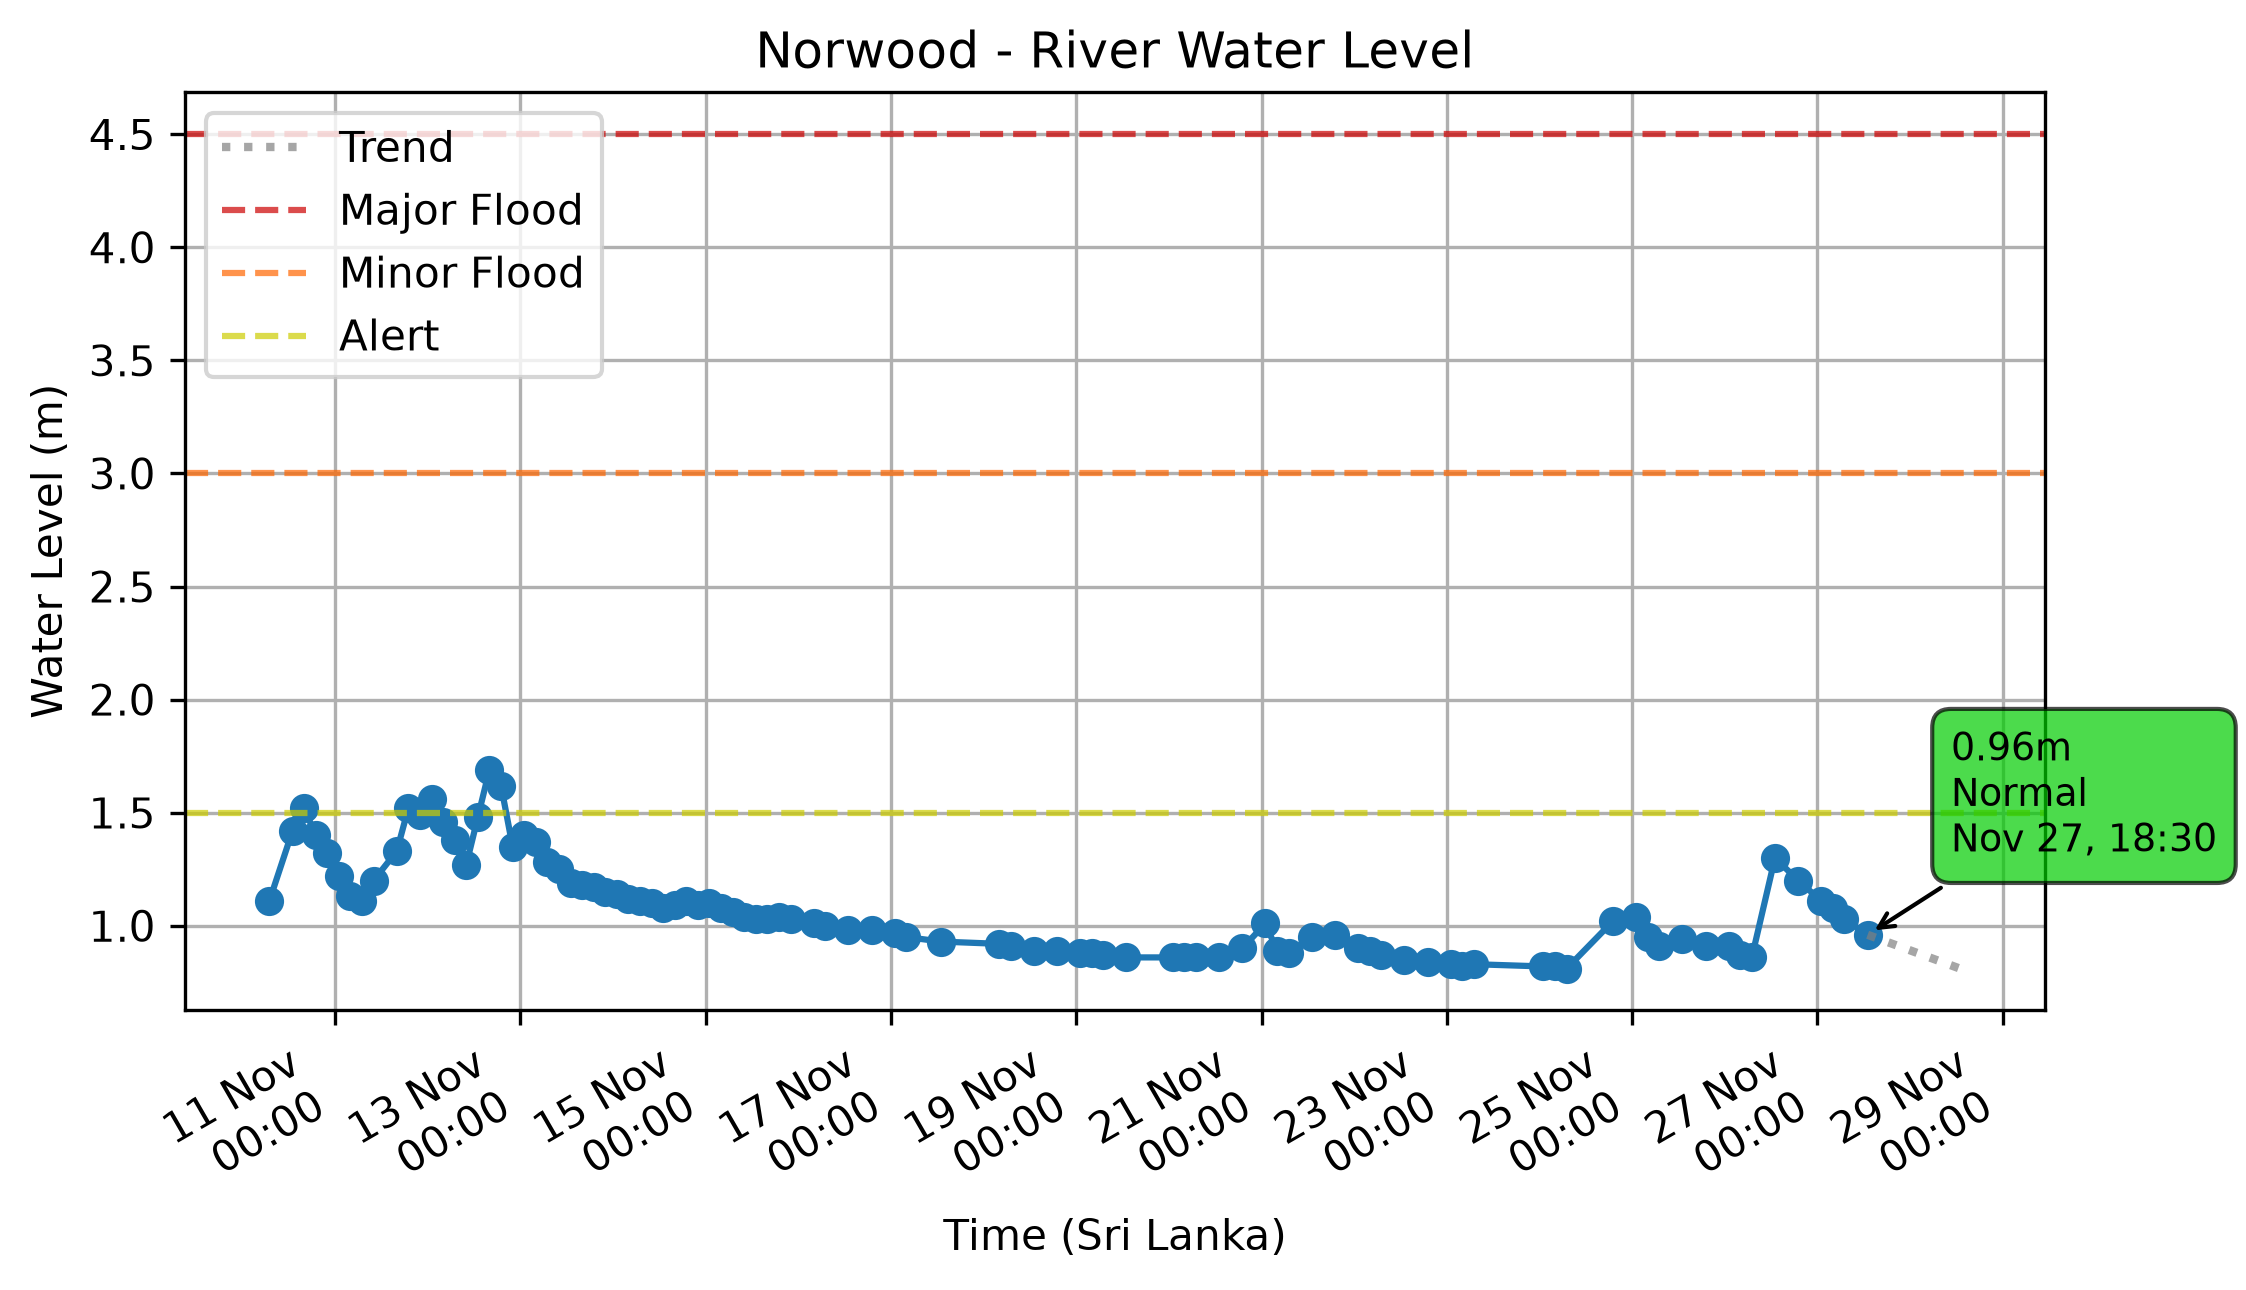 Norwood - River Water Level
Trend
Major Flood
Minor Flood
Alert
4.5
4.0
3.5
3.0
2.5
2.0
1.5
1.0
Water Level (m)
0.96m
Normal
Nov 27, 18:30
11 Nov
00:00
13 Nov
00:00
15 Nov
00:00
17 Nov
00:00
19 Nov
00:00
21 Nov
00:00
23 Nov
00:00
25 Nov
00:00
27 Nov
00:00
29 Nov
00:00
Time (Sri Lanka)